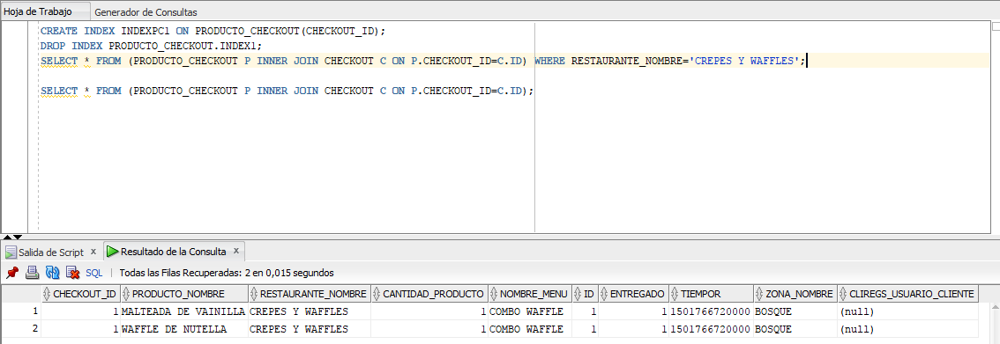 Hoja de Trabajo Generador de Consultas
CREATE INDEX INDEXPC1 ON PRODUCTO_CHECKOUT(CHECKOUT_ID);
DROP INDEX PRODUCTO_CHECKOUT.INDEX1;
SELECT * FROM (PRODUCTO_CHECKOUT P INNER JOIN CHECKOUT C ON P.CHECKOUT_ID=C.ID) WHERE RESTAURANTE_NOMBRE='CREPES Y WAFFLES';
SELECT * FROM (PRODUCTO_CHECKOUT P INNER JOIN CHECKOUT C ON P.CHECKOUT_ID=C.ID);
Salida de Script x Resultado de la Consulta x
SQL | Todas las Filas Recuperadas: 2 en 0,015 segundos
CHECKOUT_ID PRODUCTO_NOMBRE RESTAURANTE_NOMBRE CANTIDAD_PRODUCTO NOMBRE_MENU ID ENTREGADO TIEMPOR ZONA_NOMBRE CLIREGS_USUARIO_CLIENTE
1 1 MALTEADA DE VAINILLA CREPES Y WAFFLES 1 COMBO WAFFLE 1 1 1501766720000 BOSQUE (null)
2 1 WAFFLE DE NUTELLA CREPES Y WAFFLES 1 COMBO WAFFLE 1 1 1501766720000 BOSQUE (null)